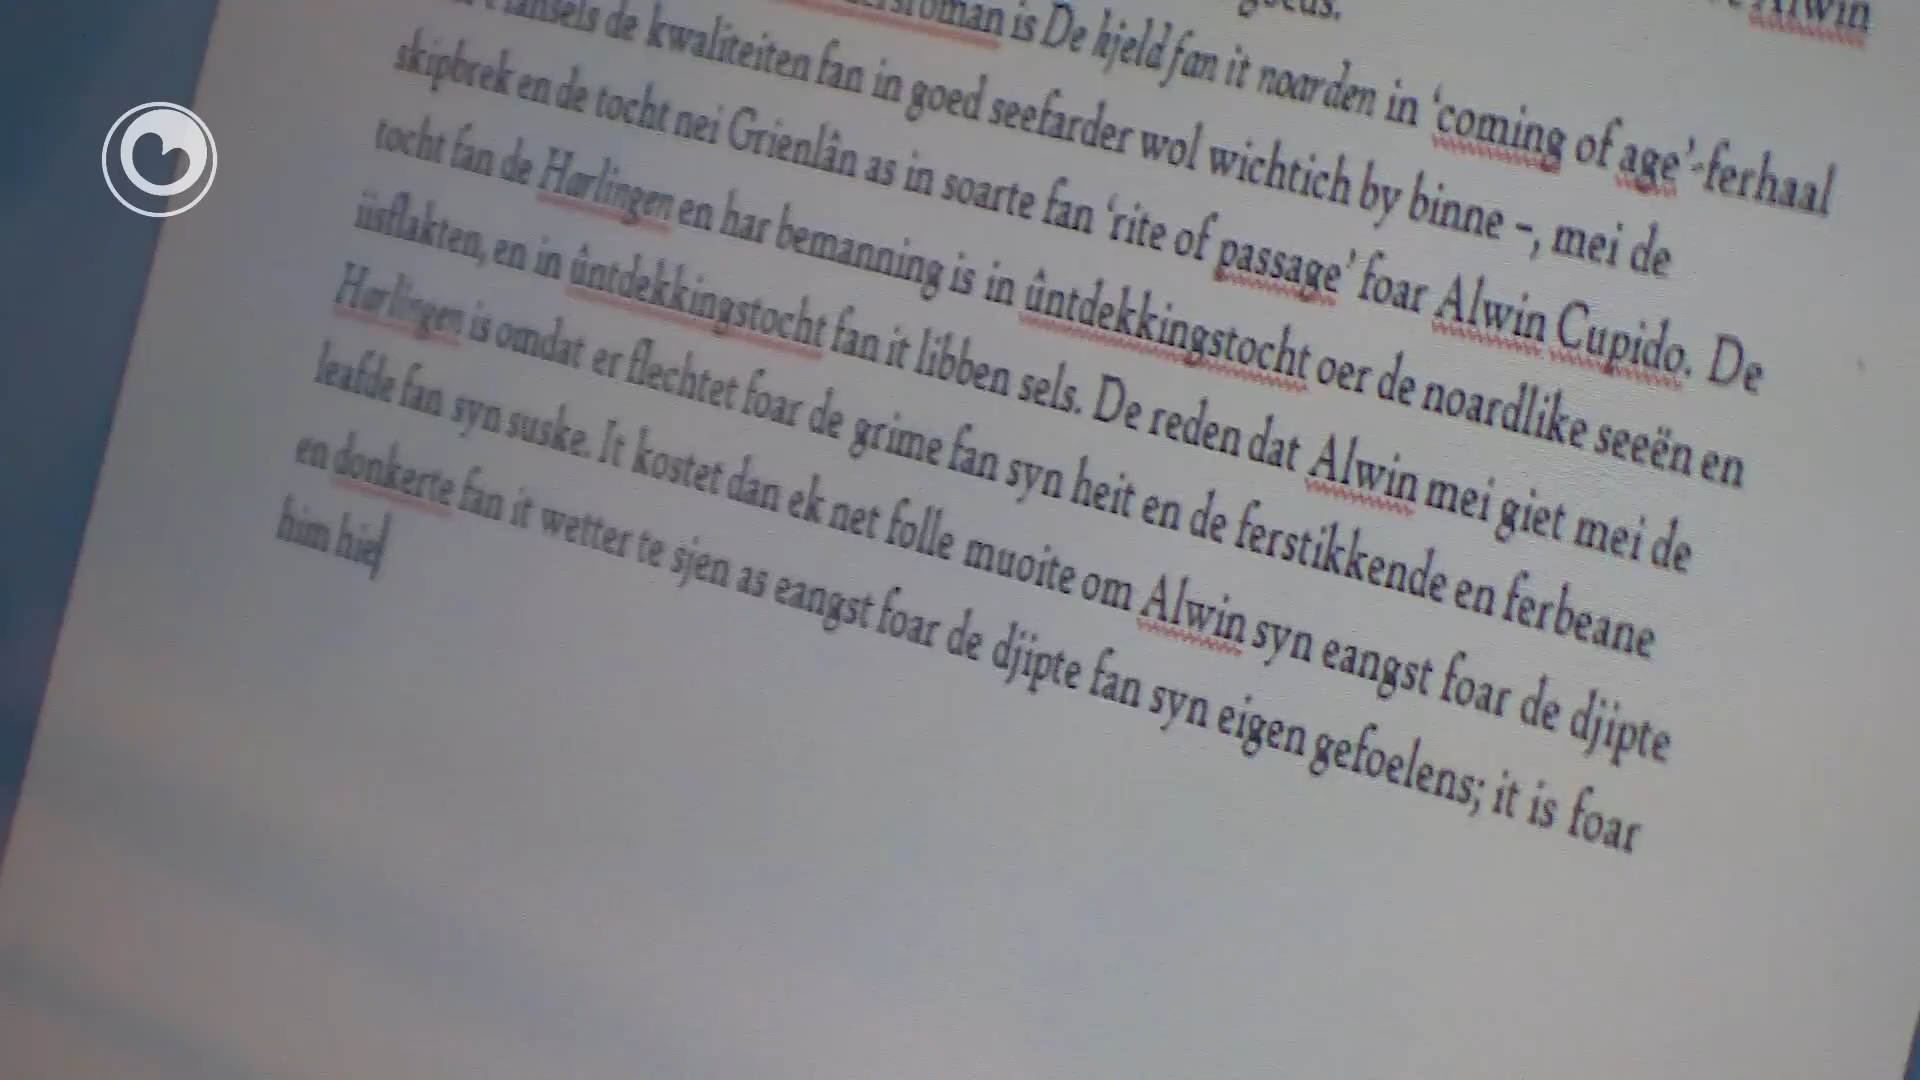 Alwin
is De hjeld fan it noarden in ‘coming of age’-ferhaal
de kwaliteiten fan in goed seefarder wol wichtich by binne –, mei de
skipbrek en de tocht nei Grienlân as in soarte fan ‘rite of passage’ foar Alwin Cupido. De
tocht fan de Harlingen en har bemanning is in ûntdekkingstocht oer de noardlike seeën en
iisflakten, en in ûntdekkingstocht fan it libben sels. De reden dat Alwin mei giet mei de
Harlingen is omdat er flechtet foar de grime fan syn heit en de ferstikkende en ferbeane
leafde fan syn suske. It kostet dan ek net folle muoite om Alwin syn eangst foar de djipte
en donkerte fan it wetter te sjen as eangst foar de djipte fan syn eigen gefoelens; it is foar
him hief